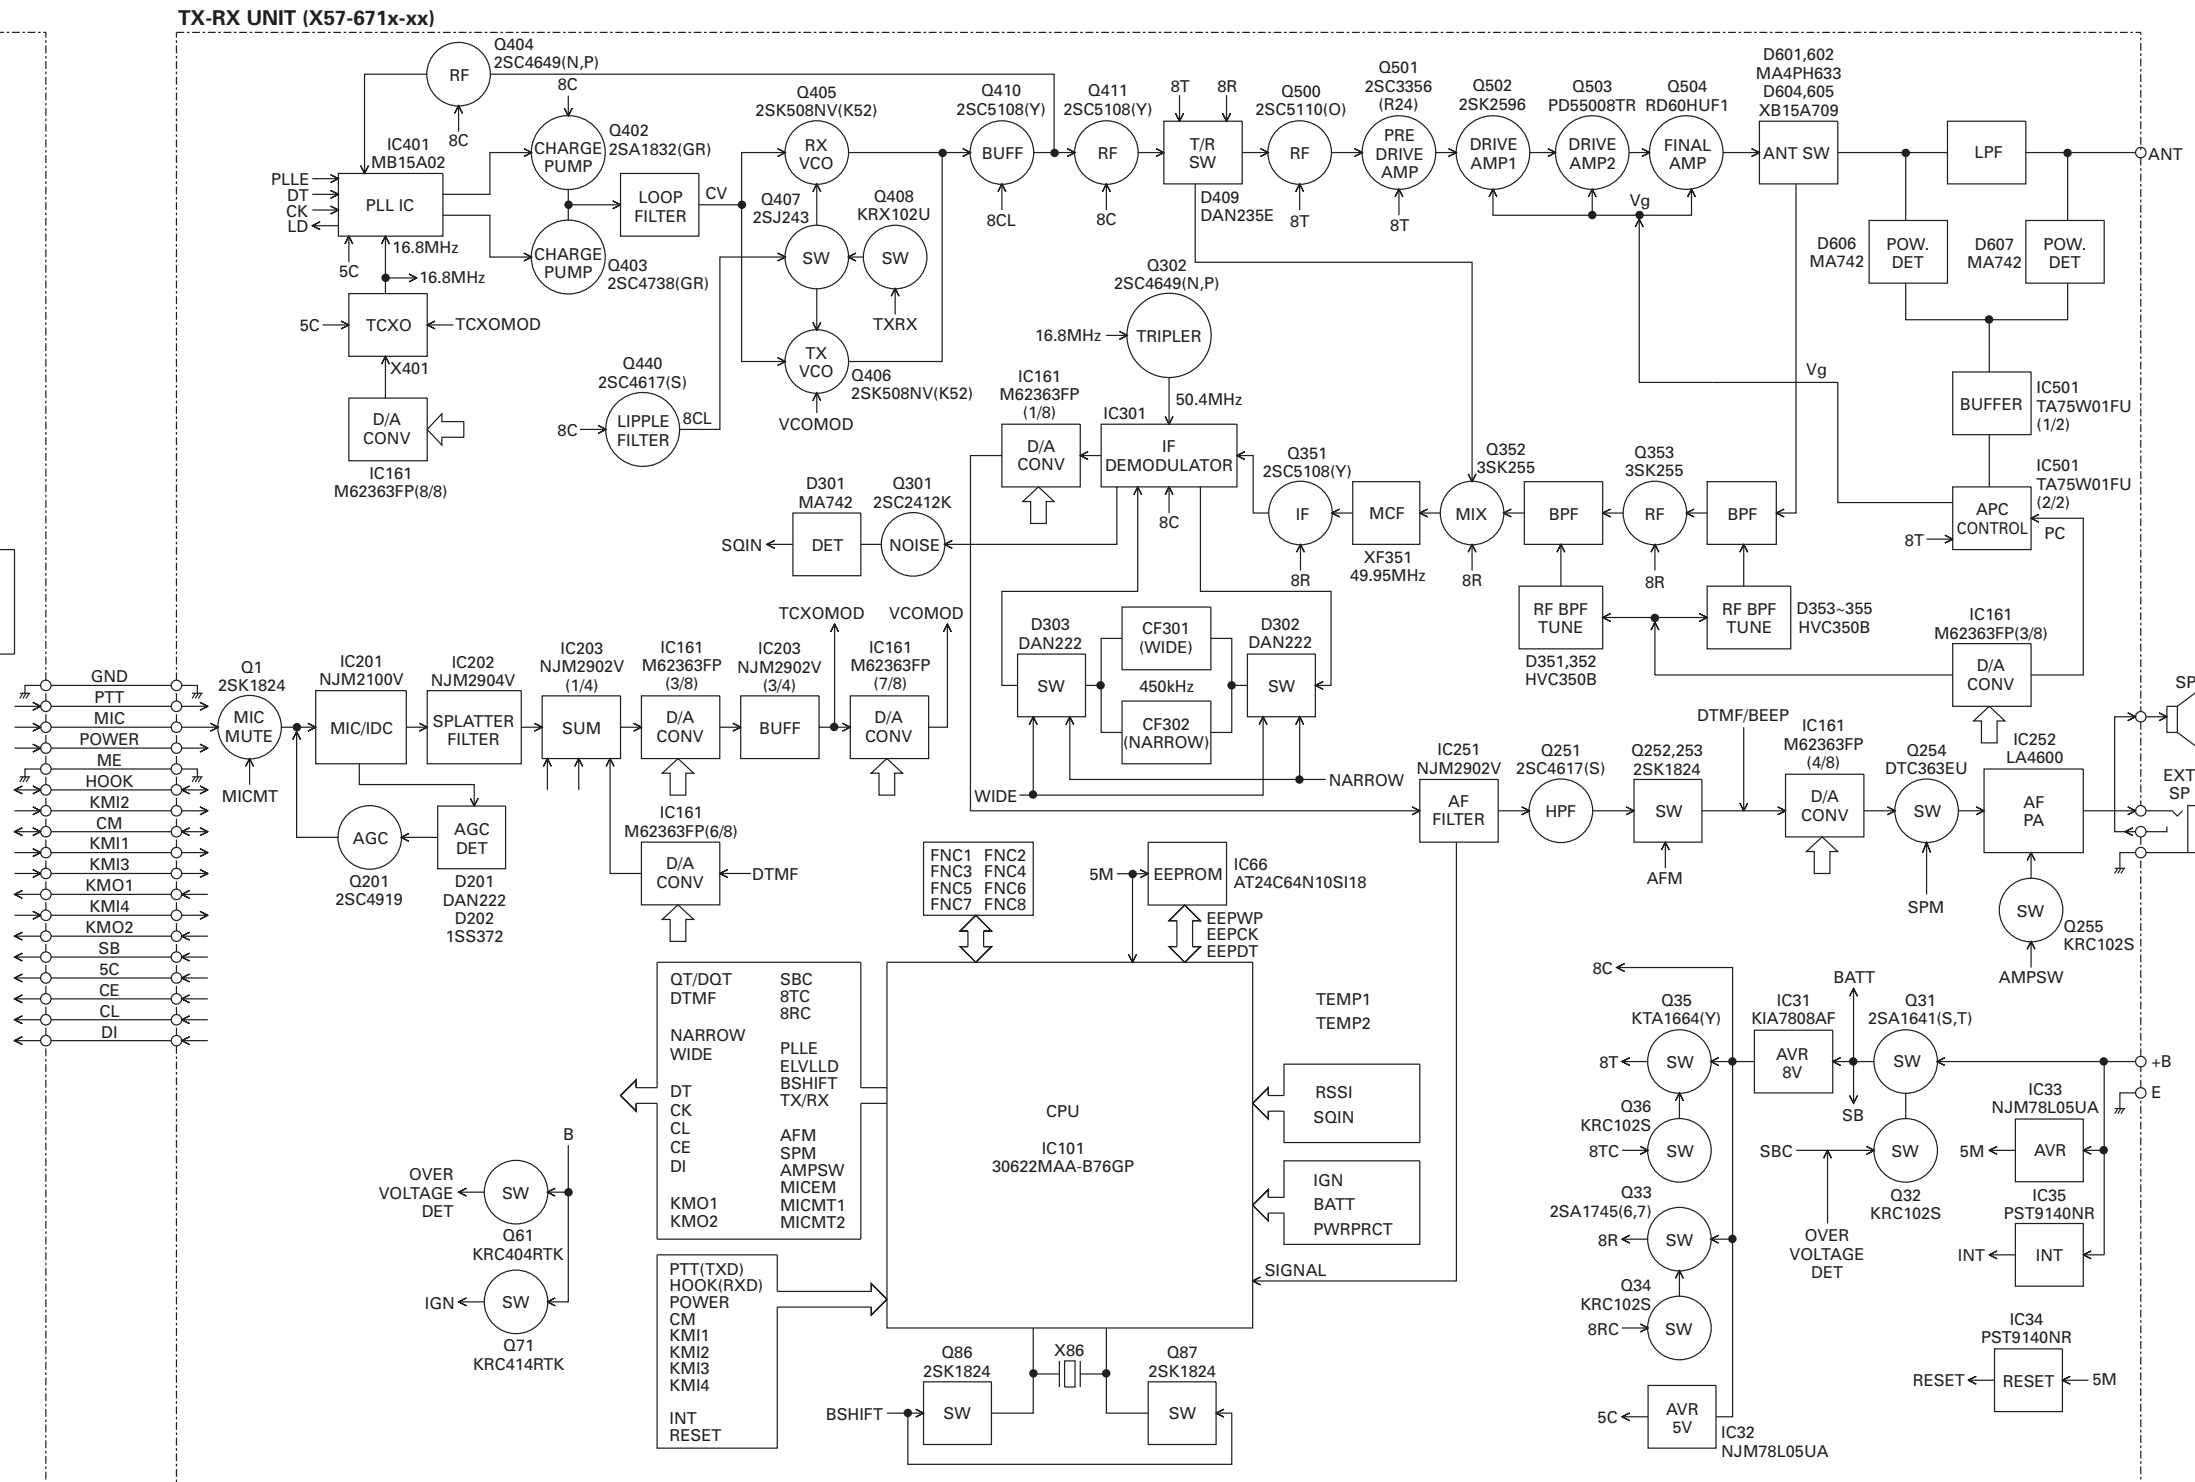 TX-RX UNIT (X57-671x-xx)
Q404
2SC4649(N,P)
RF
8C
8C
IC401
MB15A02
PLL IC
PLLE
DT
CK
LD
5C
16.8MHz
16.8MHz
CHARGE
PUMP
Q402
2SA1832(GR)
CHARGE
PUMP
Q403
2SC4738(GR)
LOOP
FILTER
CV
5C
TCXO
TCXOMOD
X401
D/A
CONV
IC161
M62363FP(8/8)
Q405
2SK508NV(K52)
RX
VCO
Q407
2SJ243
SW
Q408
KRX102U
SW
TXRX
TX
VCO
Q406
2SK508NV(K52)
VCOMOD
Q440
2SC4617(S)
8C
LIPPLE
FILTER
8CL
Q410
2SC5108(Y)
BUFF
8CL
Q411
2SC5108(Y)
RF
8C
8T
8R
T/R
SW
D409
DAN235E
Q500
2SC5110(O)
RF
8T
Q501
2SC3356
(R24)
PRE
DRIVE
AMP
8T
Q502
2SK2596
DRIVE
AMP1
Q503
PD55008TR
DRIVE
AMP2
Q504
RD60HUF1
FINAL
AMP
Vg
D601,602
MA4PH633
D604,605
XB15A709
ANT SW
LPF
ANT
D606
MA742
POW.
DET
D607
MA742
POW.
DET
Vg
BUFFER
IC501
TA75W01FU
(1/2)
IC501
TA75W01FU
(2/2)
APC
CONTROL
8T
PC
Q302
2SC4649(N,P)
16.8MHz
TRIPLER
50.4MHz
IC161
M62363FP
(1/8)
D/A
CONV
IC301
IF
DEMODULATOR
8C
Q351
2SC5108(Y)
IF
8R
MCF
XF351
49.95MHz
Q352
3SK255
MIX
8R
BPF
Q353
3SK255
RF
8R
BPF
RF BPF
TUNE
D351,352
HVC350B
RF BPF
TUNE
D353~355
HVC350B
IC161
M62363FP(3/8)
D/A
CONV
D301
MA742
SQIN
DET
Q301
2SC2412K
NOISE
D303
DAN222
SW
CF301
(WIDE)
450kHz
CF302
(NARROW)
D302
DAN222
SW
NARROW
WIDE
GND
PTT
MIC
POWER
ME
HOOK
KMI2
CM
KMI1
KMI3
KMO1
KMI4
KMO2
SB
5C
CE
CL
DI
Q1
2SK1824
MIC
MUTE
MICMT
IC201
NJM2100V
MIC/IDC
IC202
NJM2904V
SPLATTER
FILTER
AGC
Q201
2SC4919
AGC
DET
D201
DAN222
D202
1SS372
IC203
NJM2902V
(1/4)
SUM
IC161
M62363FP
(3/8)
D/A
CONV
IC203
NJM2902V
(3/4)
BUFF
TCXOMOD
IC161
M62363FP
(7/8)
D/A
CONV
VCOMOD
IC161
M62363FP(6/8)
D/A
CONV
DTMF
IC251
NJM2902V
AF
FILTER
Q251
2SC4617(S)
HPF
Q252,253
2SK1824
SW
AFM
DTMF/BEEP
IC161
M62363FP
(4/8)
D/A
CONV
Q254
DTC363EU
SW
SPM
IC252
LA4600
AF
PA
SW
Q255
KRC102S
AMPSW
SP
EXT
SP
FNC1 FNC2
FNC3 FNC4
FNC5 FNC6
FNC7 FNC8
5M
EEPROM
IC66
AT24C64N10SI18
EEPWP
EEPCK
EEPDT
QT/DQT
DTMF
NARROW
WIDE
DT
CK
CL
CE
DI
KMO1
KMO2
SBC
8TC
8RC
PLLE
ELVLLD
BSHIFT
TX/RX
AFM
SPM
AMPSW
MICEM
MICMT1
MICMT2
CPU
IC101
30622MAA-B76GP
TEMP1
TEMP2
RSSI
SQIN
IGN
BATT
PWRPRCT
SIGNAL
PTT(TXD)
HOOK(RXD)
POWER
CM
KMI1
KMI2
KMI3
KMI4
INT
RESET
Q86
2SK1824
SW
BSHIFT
X86
Q87
2SK1824
SW
B
OVER
VOLTAGE
DET
SW
Q61
KRC404RTK
IGN
SW
Q71
KRC414RTK
8C
Q35
KTA1664(Y)
8T
SW
Q36
KRC102S
8TC
SW
Q33
2SA1745(6,7)
8R
SW
Q34
KRC102S
8RC
SW
5C
AVR
5V
IC32
NJM78L05UA
IC31
KIA7808AF
AVR
8V
BATT
SB
Q31
2SA1641(S,T)
SW
SBC
SW
Q32
KRC102S
OVER
VOLTAGE
DET
+B
E
IC33
NJM78L05UA
5M
AVR
IC35
PST9140NR
INT
INT
IC34
PST9140NR
RESET
RESET
5M